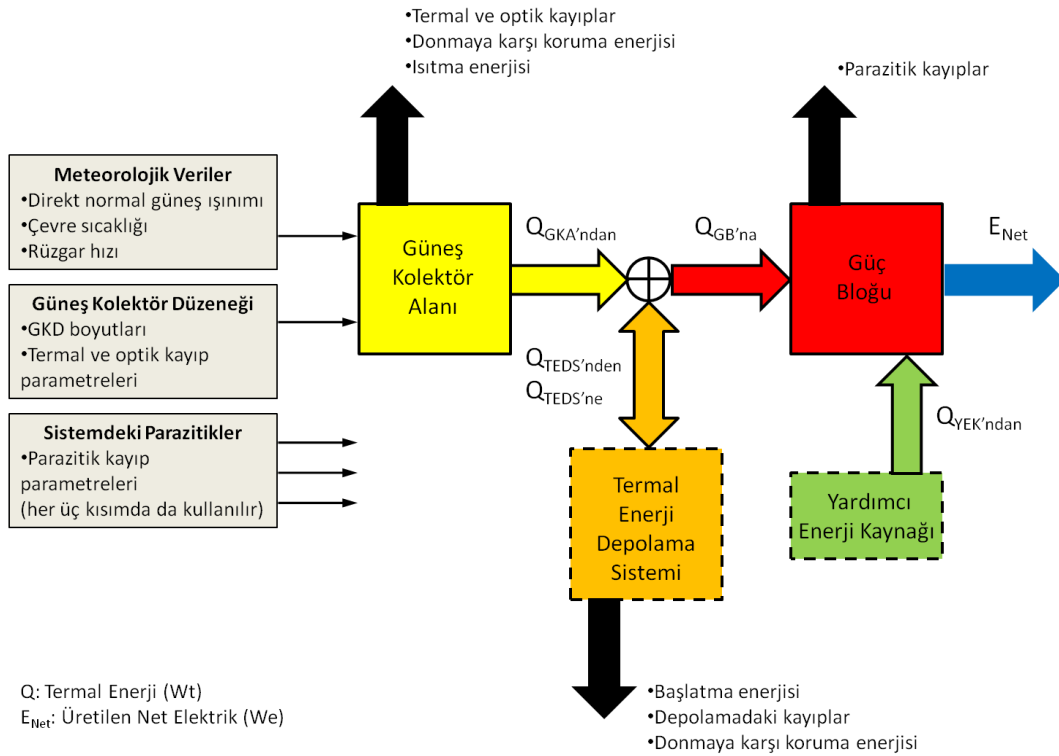 •Termal ve optik kayıplar
•Donmaya karşı koruma enerjisi
•Isıtma enerjisi
•Parazitik kayıplar
Meteorolojik Veriler
•Direkt normal güneş ışınımı
•Çevre sıcaklığı
•Rüzgar hızı
Güneş Kolektör Düzeneği
•GKD boyutları
•Termal ve optik kayıp
parametreleri
Sistemdeki Parazitikler
•Parazitik kayıp
parametreleri
(her üç kısımda da kullanılır)
Güneş
Kolektör
Alanı
QGKA’ndan
QGB’na
Güç
Bloğu
ENet
QTEDS’nden
QTEDS’ne
QYEK’ndan
Termal
Enerji
Depolama
Sistemi
Yardımcı
Enerji Kaynağı
•Başlatma enerjisi
•Depolamadaki kayıplar
•Donmaya karşı koruma enerjisi
Q: Termal Enerji (Wt)
ENet: Üretilen Net Elektrik (We)